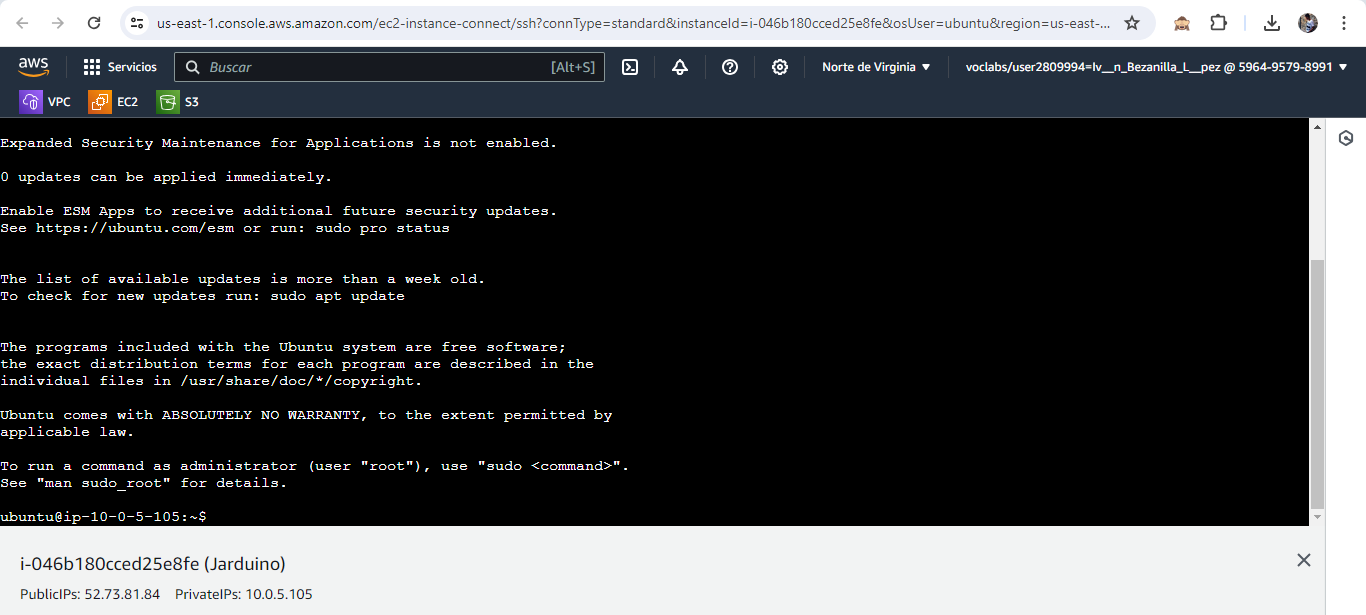 us-east-1.console.aws.amazon.com/ec2-instance-connect/ssh?connType=standard&instanceId=i-046b180cced25e8fe&osUser=ubuntu&region=us-east-...
aws Servicios Buscar [Alt+S] Norte de Virginia voclabs/user2809994=Iv__n_Bezanilla_L__pez @ 5964-9579-8991
VPC EC2 S3
Expanded Security Maintenance for Applications is not enabled.
0 updates can be applied immediately.
Enable ESM Apps to receive additional future security updates.
See https://ubuntu.com/esm or run: sudo pro status
The list of available updates is more than a week old.
To check for new updates run: sudo apt update
The programs included with the Ubuntu system are free software;
the exact distribution terms for each program are described in the
individual files in /usr/share/doc/*/copyright.
Ubuntu comes with ABSOLUTELY NO WARRANTY, to the extent permitted by
applicable law.
To run a command as administrator (user "root"), use "sudo <command>".
See "man sudo_root" for details.
ubuntu@ip-10-0-5-105:~$
i-046b180cced25e8fe (Jarduino)
PublicIPs: 52.73.81.84 PrivateIPs: 10.0.5.105